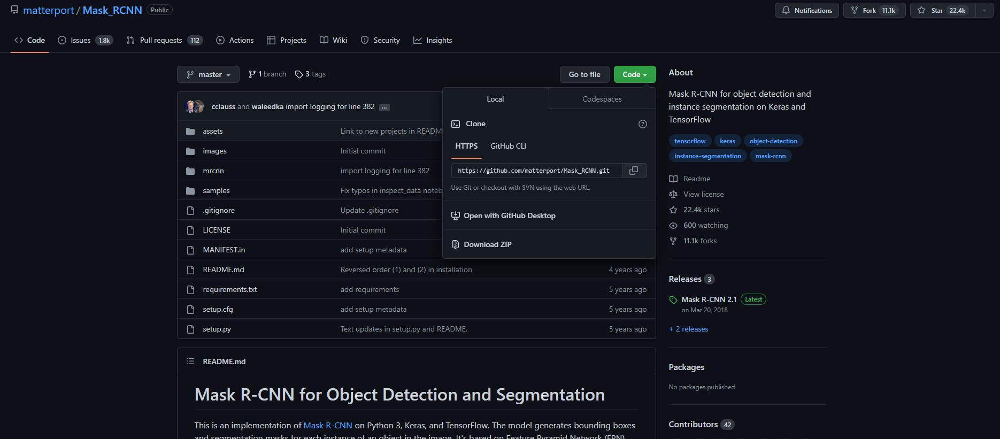 matterport / Mask_RCNN Public
Notifications Fork 11.1k Star 22.4k
Code Issues 1.8k Pull requests 112 Actions Projects Wiki Security Insights
master 1 branch 3 tags Go to file Code
cclauss and waleedka import logging for line 382 ...
assets Link to new projects in README
images Initial commit
mrcnn import logging for line 382
samples Fix typos in inspect_data noteb
.gitignore Update .gitignore
LICENSE Initial commit
MANIFEST.in add setup metadata
README.md Reversed order (1) and (2) in installation 4 years ago
requirements.txt add requirements 5 years ago
setup.cfg add setup metadata 5 years ago
setup.py Text updates in setup.py and README. 5 years ago
Local Codespaces
Clone
HTTPS GitHub CLI
https://github.com/matterport/Mask_RCNN.git
Use Git or checkout with SVN using the web URL.
Open with GitHub Desktop
Download ZIP
README.md
Mask R-CNN for Object Detection and Segmentation
This is an implementation of Mask R-CNN on Python 3, Keras, and TensorFlow. The model generates bounding boxes
and segmentation masks for each instance of an object in the image. It's based on Feature Pyramid Network (FPN)
About
Mask R-CNN for object detection and
instance segmentation on Keras and
TensorFlow
tensorflow keras object-detection
instance-segmentation mask-rcnn
Readme
View license
22.4k stars
600 watching
11.1k forks
Releases 3
Mask R-CNN 2.1 Latest
on Mar 20, 2018
+ 2 releases
Packages
No packages published
Contributors 42